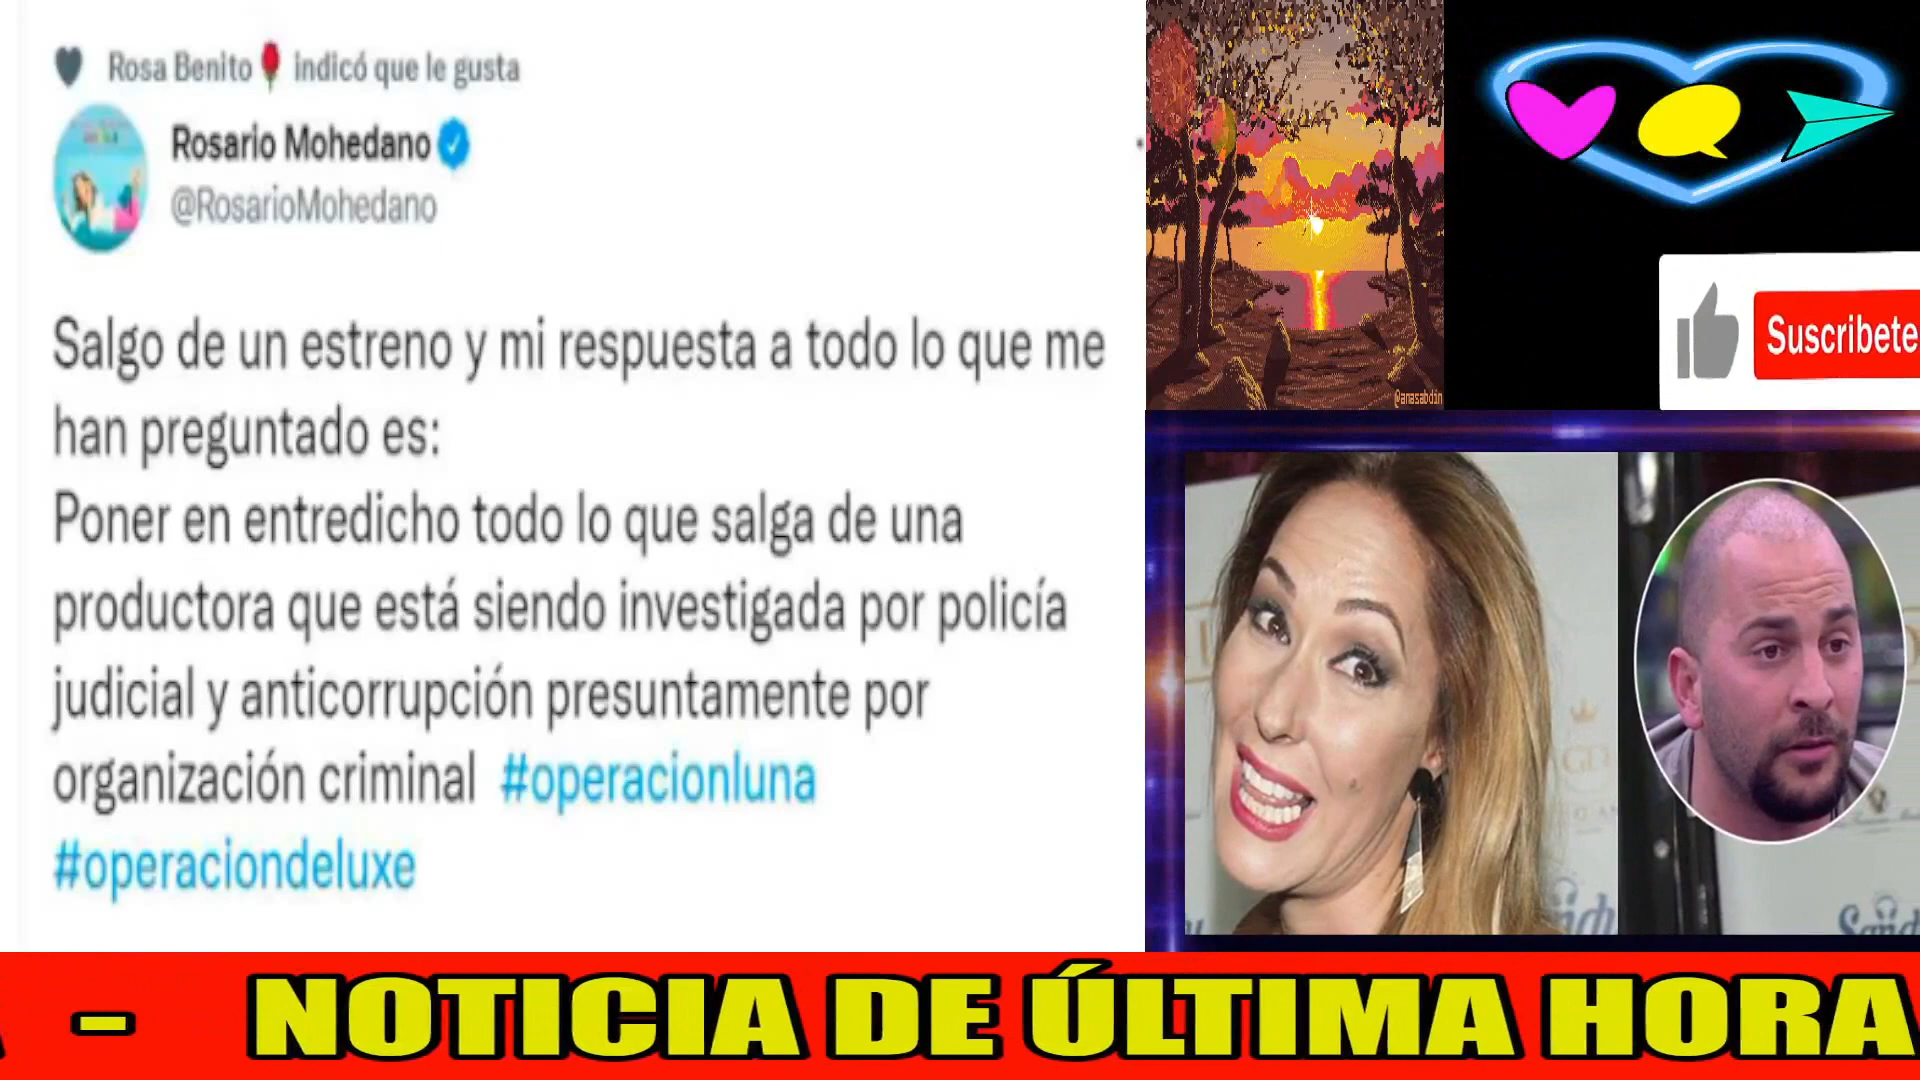 Rosa Benito🌹 indicó que le gusta
Rosario Mohedano
@RosarioMohedano
Salgo de un estreno y mi respuesta a todo lo que me
han preguntado es:
Poner en entredicho todo lo que salga de una
productora que está siendo investigada por policía
judicial y anticorrupción presuntamente por
organización criminal #operacionluna
#operaciondeluxe
@anasabdin
Suscribete
- NOTICIA DE ÚLTIMA HORA